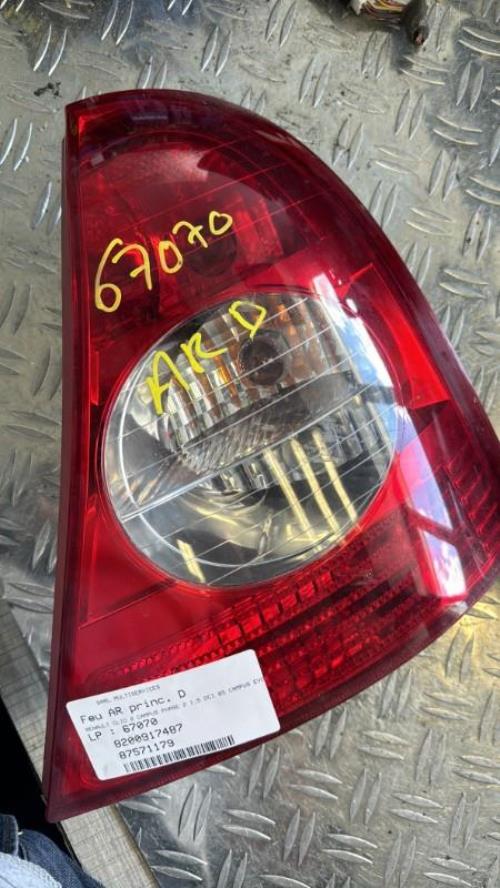 67070
AR D
SARL MULTISERVICES
Feu AR princ. D
RENAULT CLIO 2 CAMPUS PHASE 2 1.5 DCI 65 CAMPUS
LP : 67070
8200917487
87571179